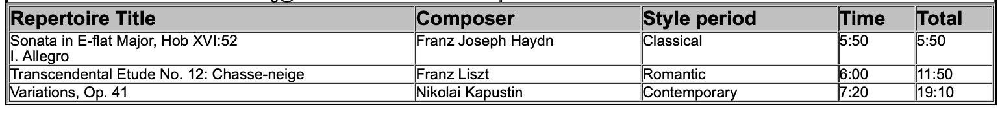 Repertoire Title Composer Style period Time Total
Sonata in E-flat Major, Hob XVI:52 Franz Joseph Haydn Classical 5:50 5:50
I. Allegro
Transcendental Etude No. 12: Chasse-neige Franz Liszt Romantic 6:00 11:50
Variations, Op. 41 Nikolai Kapustin Contemporary 7:20 19:10